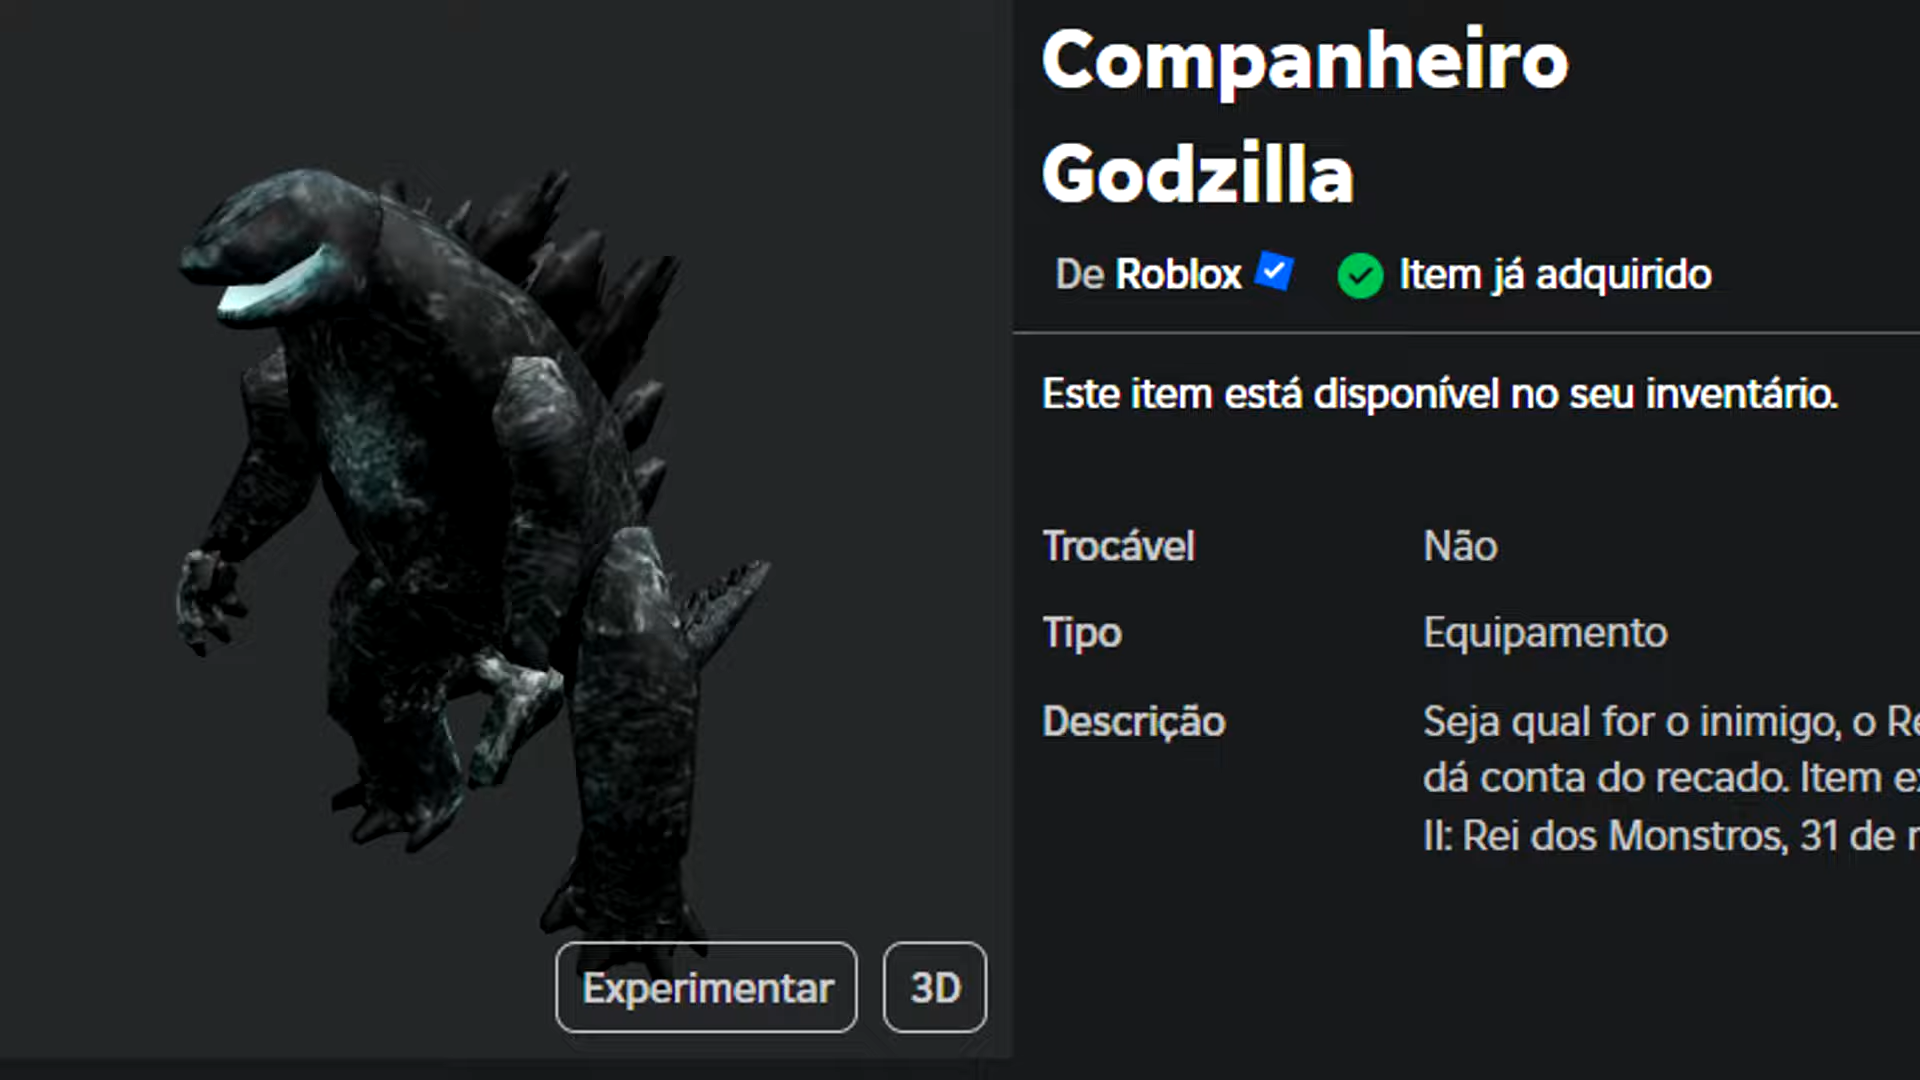 Companheiro
Godzilla
De Roblox Item já adquirido
Este item está disponível no seu inventário.
Trocável Não
Tipo Equipamento
Descrição Seja qual for o inimigo, o
dá conta do recado. Item
II: Rei dos Monstros, 31 de
Experimentar 3D